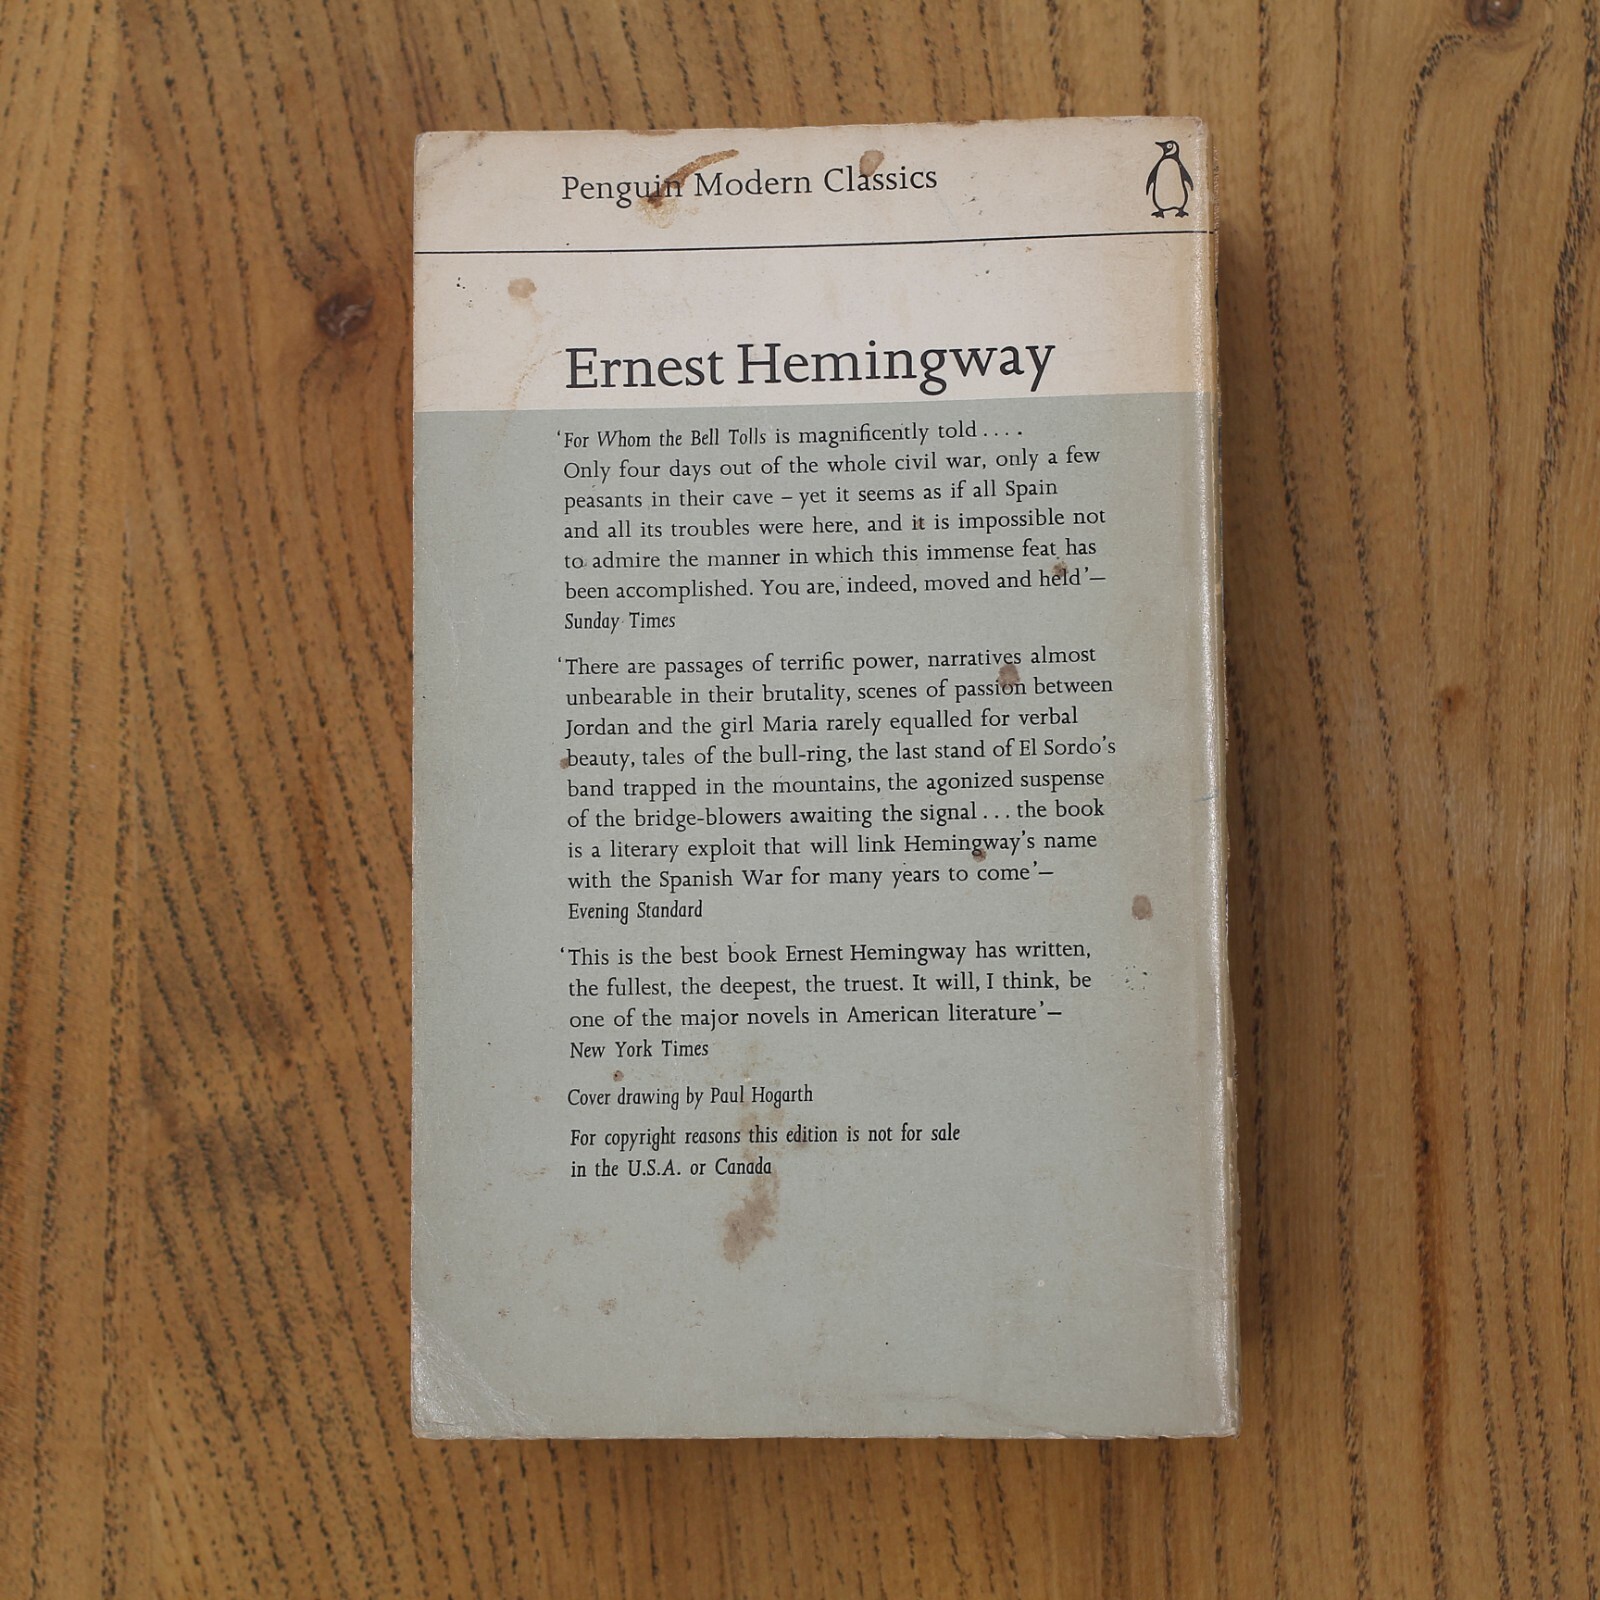 Penguin Modern Classics
Ernest Hemingway
‘For Whom the Bell Tolls is magnificently told . . . .
Only four days out of the whole civil war, only a few
peasants in their cave – yet it seems as if all Spain
and all its troubles were here, and it is impossible not
to admire the manner in which this immense feat has
been accomplished. You are, indeed, moved and held’—
Sunday Times
‘There are passages of terrific power, narratives almost
unbearable in their brutality, scenes of passion between
Jordan and the girl Maria rarely equalled for verbal
beauty, tales of the bull-ring, the last stand of El Sordo’s
band trapped in the mountains, the agonized suspense
of the bridge-blowers awaiting the signal . . . the book
is a literary exploit that will link Hemingway’s name
with the Spanish War for many years to come’—
Evening Standard
‘This is the best book Ernest Hemingway has written,
the fullest, the deepest, the truest. It will, I think, be
one of the major novels in American literature’—
New York Times
Cover drawing by Paul Hogarth
For copyright reasons this edition is not for sale
in the U.S.A. or Canada